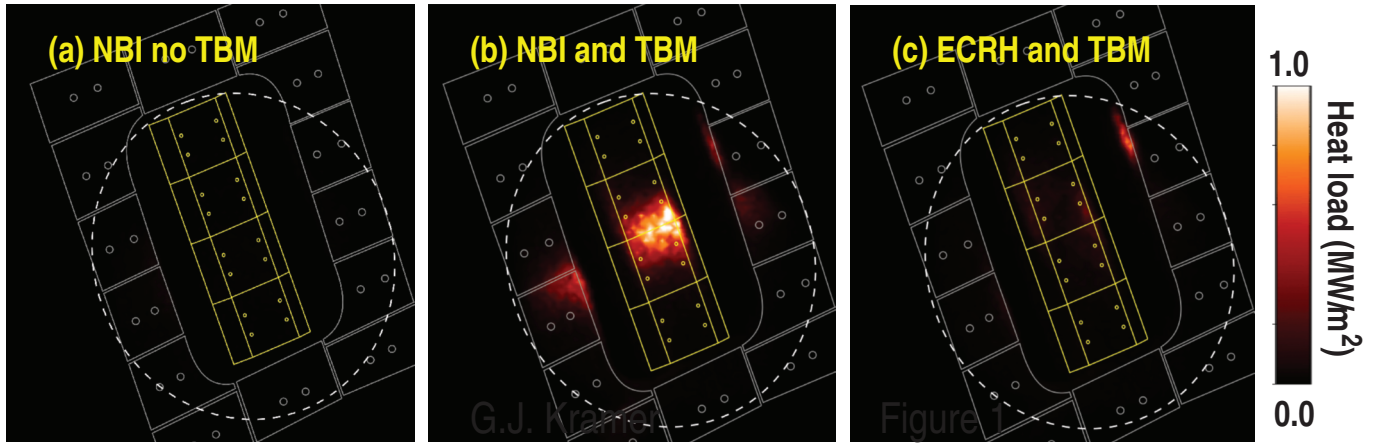 (a) NBI no TBM
(b) NBI and TBM
(c) ECRH and TBM
1.0
Heat load (MW/m²)
0.0
G.J. Kramer
Figure 1